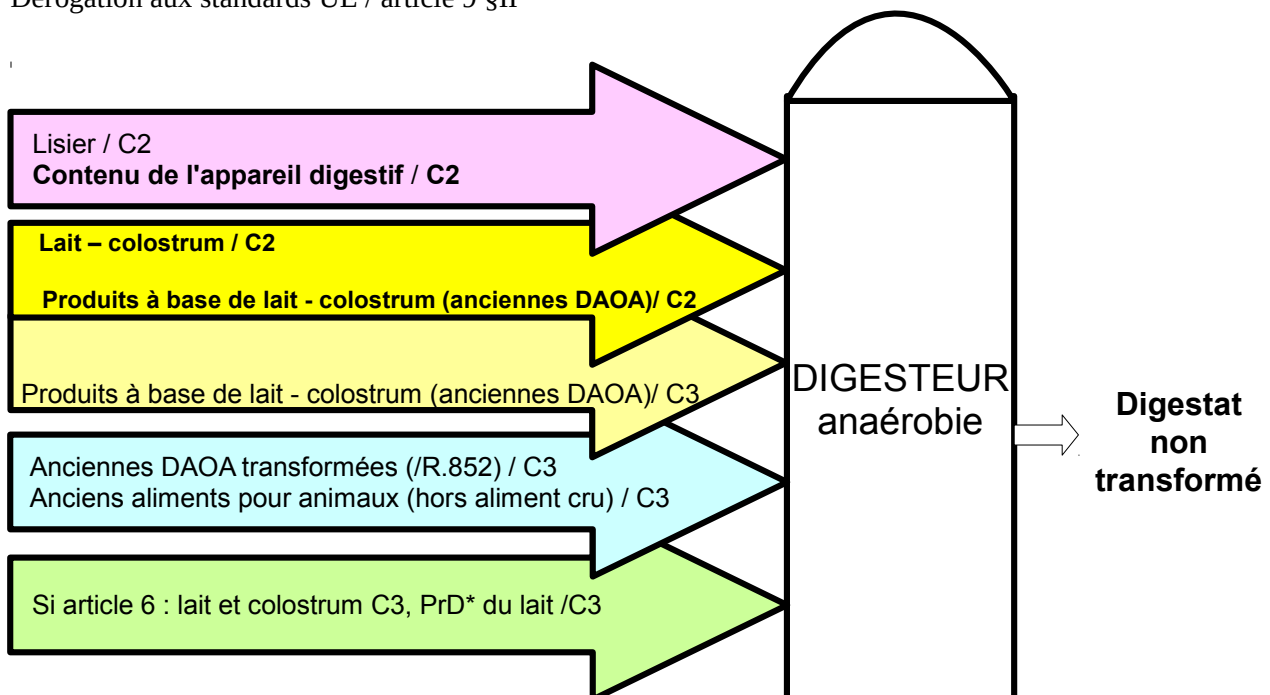 Dérogation aux standards UE / article 9 §II
Lisier / C2
Contenu de l'appareil digestif / C2
Lait – colostrum / C2
Produits à base de lait - colostrum (anciennes DAOA)/ C2
Produits à base de lait - colostrum (anciennes DAOA)/ C3
Anciennes DAOA transformées (/R.852) / C3
Anciens aliments pour animaux (hors aliment cru) / C3
Si article 6 : lait et colostrum C3, PrD* du lait /C3
DIGESTEUR
anaérobie
Digestat
non
transformé